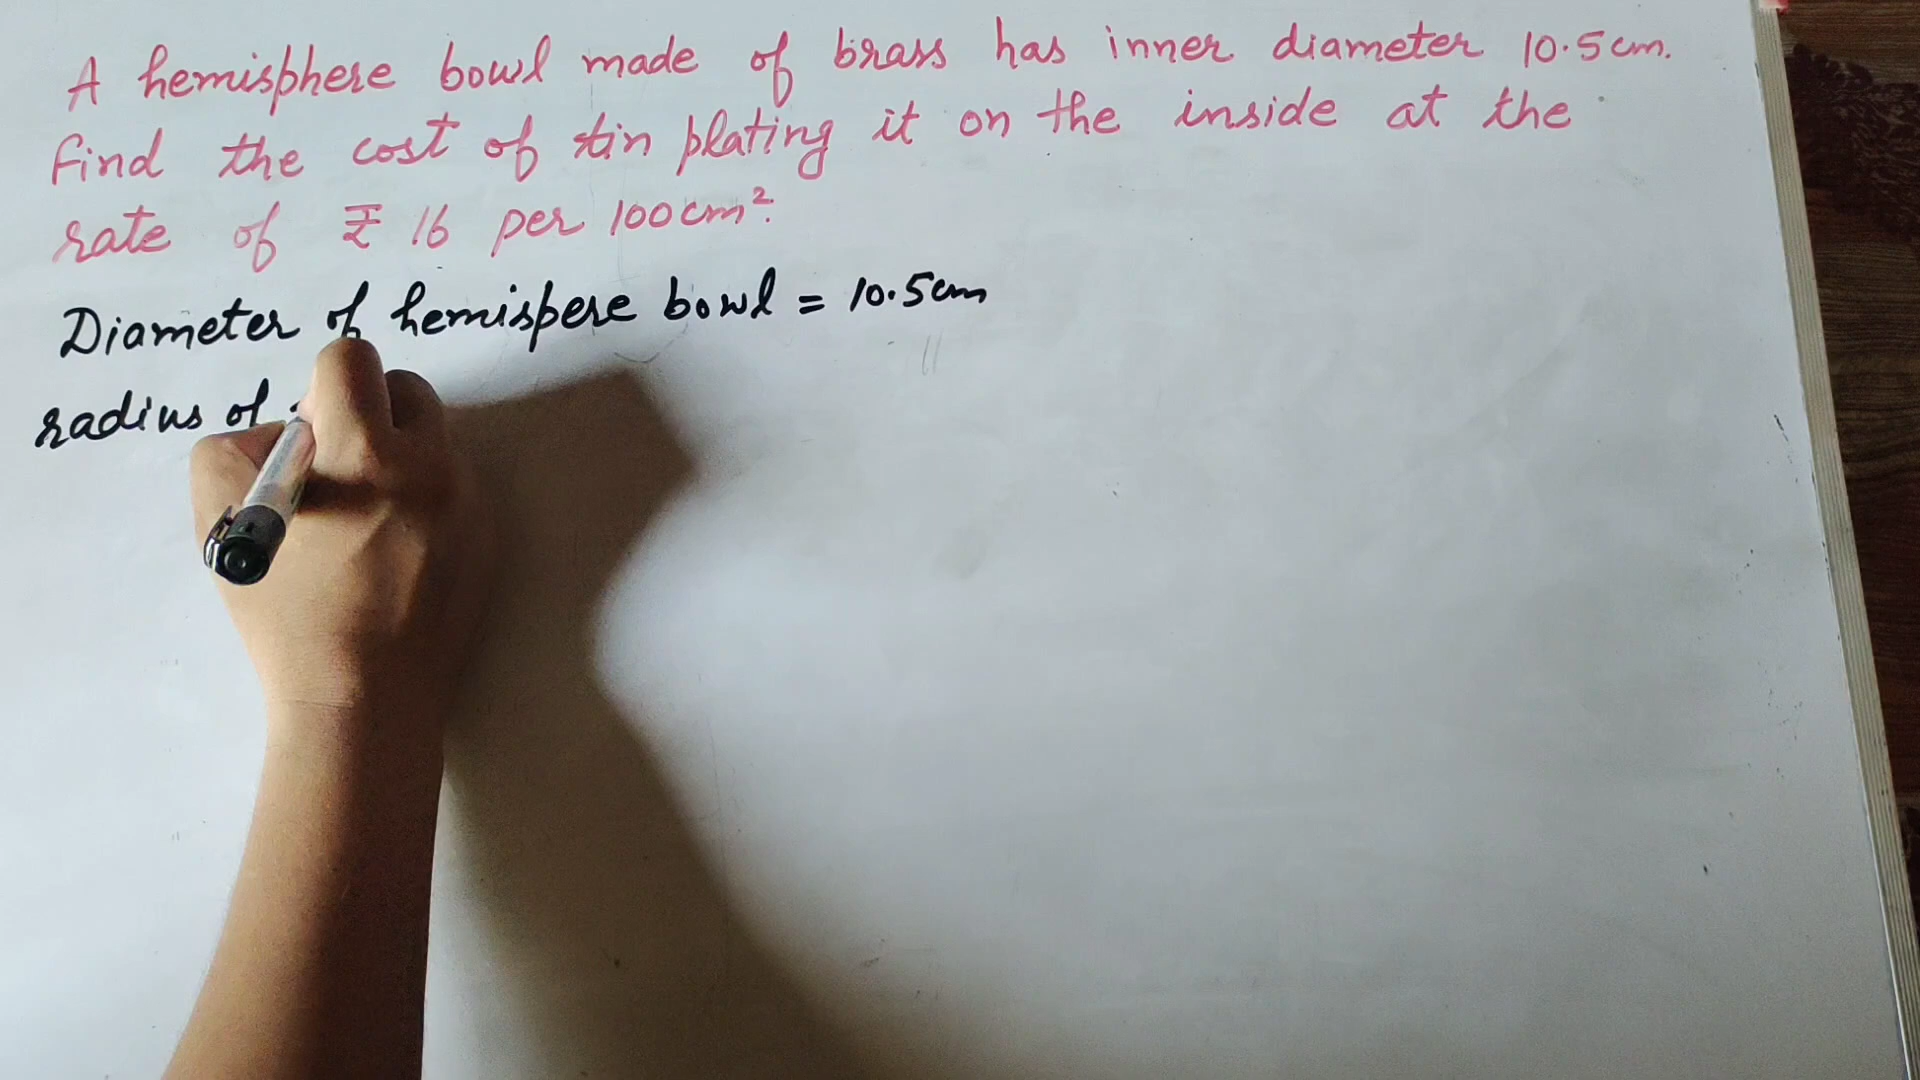 A hemisphere bowl made of brass has inner diameter 10.5cm.
find the cost of tin plating it on the inside at the
rate of ₹ 16 per 100cm².
Diameter of hemispere bowl = 10.5cm
radius of